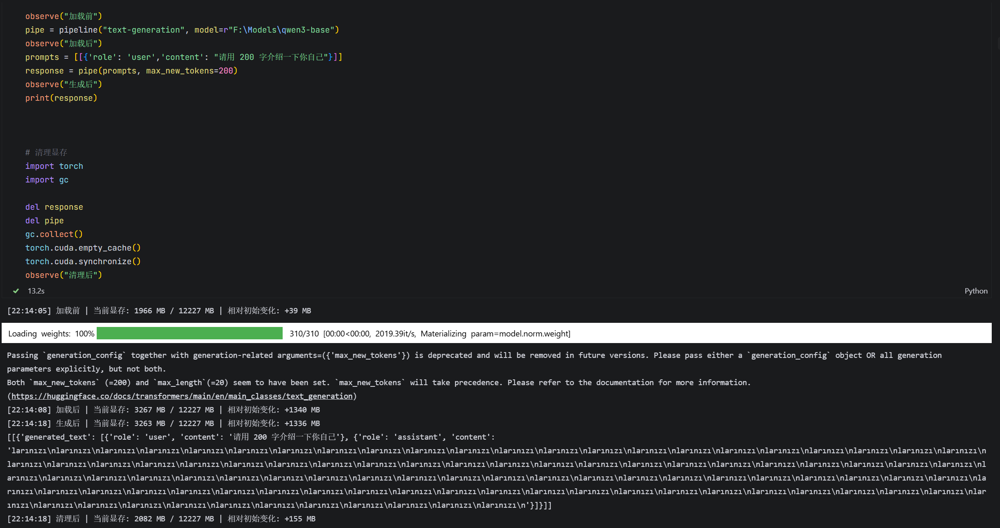 observe("加载前")
pipe = pipeline("text-generation", model=r"F:\Models\qwen3-base")
observe("加载后")
prompts = [[{'role': 'user','content': "请用 200 字介绍一下你自己"}]]
response = pipe(prompts, max_new_tokens=200)
observe("生成后")
print(response)
# 清理显存
import torch
import gc
del response
del pipe
gc.collect()
torch.cuda.empty_cache()
torch.cuda.synchronize()
observe("清理后")
13.2s
Python
[22:14:05] 加载前 | 当前显存: 1966 MB / 12227 MB | 相对初始变化: +39 MB
Loading weights: 100% 310/310 [00:00<00:00, 2019.39it/s, Materializing param=model.norm.weight]
Passing `generation_config` together with generation-related arguments=({'max_new_tokens'}) is deprecated and will be removed in future versions. Please pass either a `generation_config` object OR all generation
parameters explicitly, but not both.
Both `max_new_tokens` (=200) and `max_length`(=20) seem to have been set. `max_new_tokens` will take precedence. Please refer to the documentation for more information.
(https://huggingface.co/docs/transformers/main/en/main_classes/text_generation)
[22:14:08] 加载后 | 当前显存: 3267 MB / 12227 MB | 相对初始变化: +1340 MB
[22:14:18] 生成后 | 当前显存: 3263 MB / 12227 MB | 相对初始变化: +1336 MB
[[{'generated_text': [{'role': 'user', 'content': '请用 200 字介绍一下你自己'}, {'role': 'assistant', 'content':
'larınızı\nlarınızı\nlarınızı\nlarınızı\nlarınızı\nlarınızı\nlarınızı\nlarınızı\nlarınızı\nlarınızı\nlarınızı\nlarınızı\nlarınızı\nlarınızı\nlarınızı\nlarınızı\nlarınızı\nlarınızı\nlarınızı\nlarınızı\nlarınızı\nlarınızı\n
larınızı\nlarınızı\nlarınızı\nlarınızı\nlarınızı\nlarınızı\nlarınızı\nlarınızı\nlarınızı\nlarınızı\nlarınızı\nlarınızı\nlarınızı\nlarınızı\nlarınızı\nlarınızı\nlarınızı\nlarınızı\nlarınızı\nlarınızı\nlarınızı\nlarınızı\nl
arınızı\nlarınızı\nlarınızı\nlarınızı\nlarınızı\nlarınızı\nlarınızı\nlarınızı\nlarınızı\nlarınızı\nlarınızı\nlarınızı\nlarınızı\nlarınızı\nlarınızı\nlarınızı\nlarınızı\nlarınızı\nlarınızı\nlarınızı\nlarınızı\nlarınızı\nla
rınızı\nlarınızı\nlarınızı\nlarınızı\nlarınızı\nlarınızı\nlarınızı\nlarınızı\nlarınızı\nlarınızı\nlarınızı\nlarınızı\nlarınızı\nlarınızı\nlarınızı\nlarınızı\nlarınızı\nlarınızı\nlarınızı\nlarınızı\nlarınızı\nlarınızı\nlar
ınızı\nlarınızı\nlarınızı\nlarınızı\nlarınızı\nlarınızı\nlarınızı\nlarınızı\nlarınızı\nlarınızı\nlarınızı\nlarınızı\n'}]}]]
[22:14:18] 清理后 | 当前显存: 2082 MB / 12227 MB | 相对初始变化: +155 MB